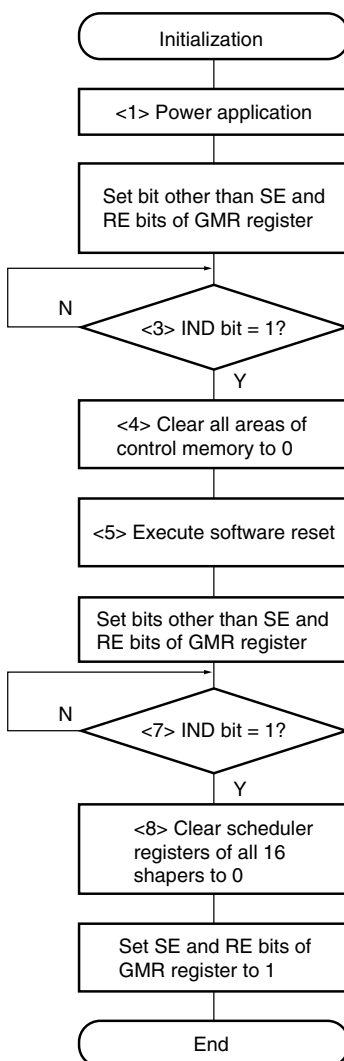 Initialization
<1> Power application
Set bit other than SE and
RE bits of GMR register
N
<3> IND bit = 1?
Y
<4> Clear all areas of
control memory to 0
<5> Execute software reset
Set bits other than SE and
RE bits of GMR register
N
<7> IND bit = 1?
Y
<8> Clear scheduler
registers of all 16
shapers to 0
Set SE and RE bits of
GMR register to 1
End